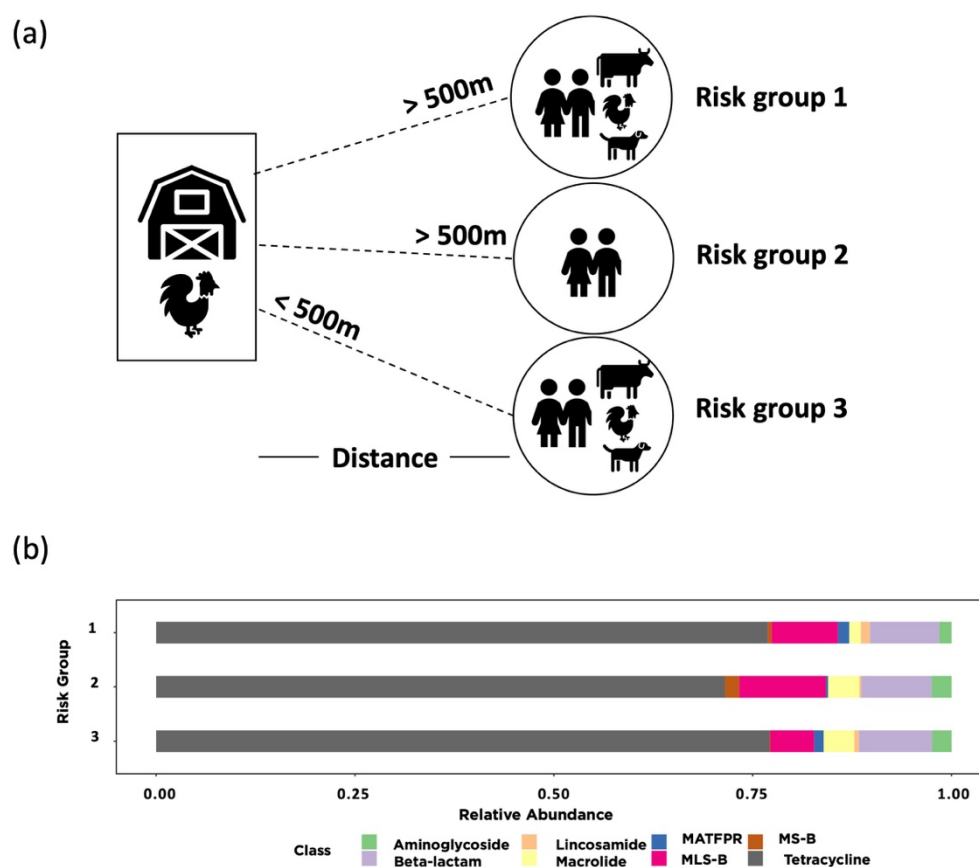 (a)
> 500m
Risk group 1
> 500m
Risk group 2
< 500m
Risk group 3
Distance
(b)
Risk Group
1
2
3
0.00 0.25 0.50 0.75 1.00
Relative Abundance
Class
Aminoglycoside Lincosamide MATFPR MS-B
Beta-lactam Macrolide MLS-B Tetracycline